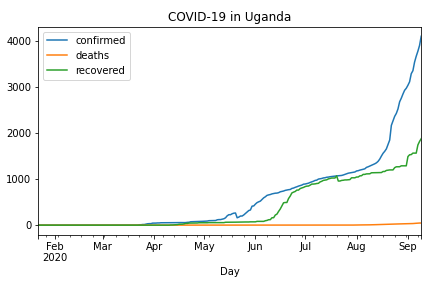 COVID-19 in Uganda
confirmed
deaths
recovered
4000
3000
2000
1000
0
Feb Mar Apr May Jun Jul Aug Sep
2020
Day